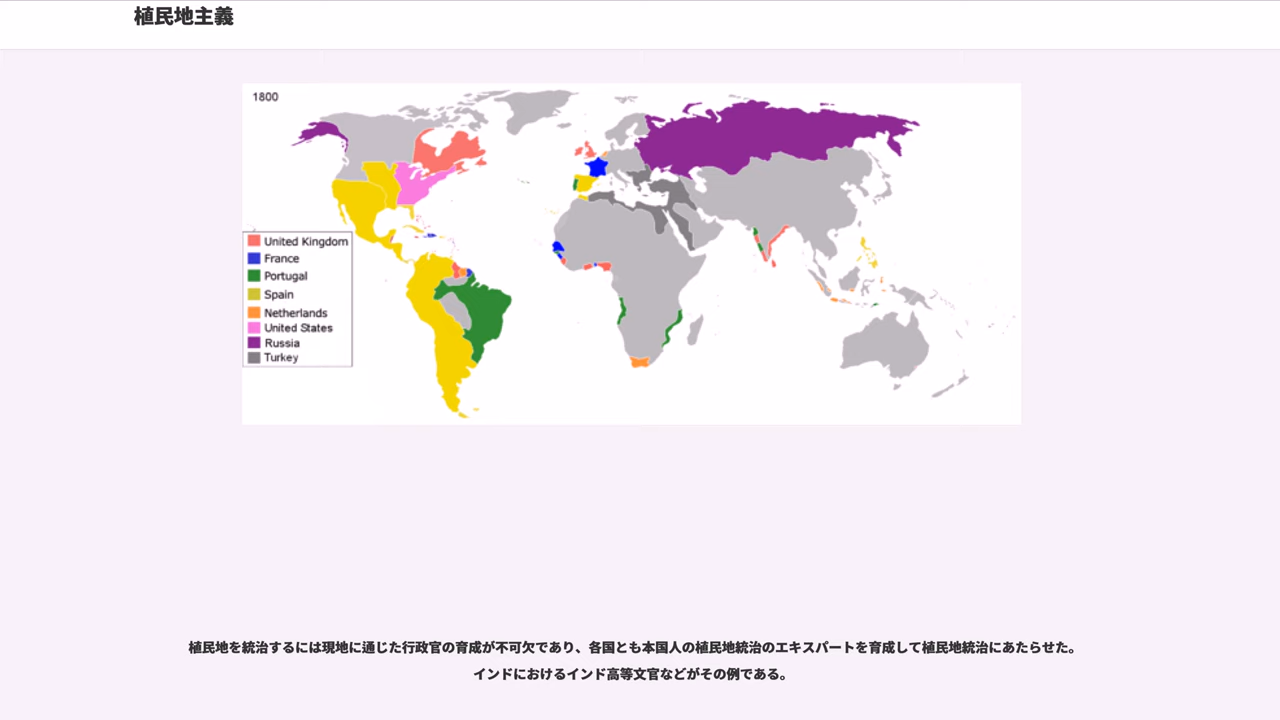 植民地主義
1800
United Kingdom
France
Portugal
Spain
Netherlands
United States
Russia
Turkey
植民地を統治するには現地に通じた行政官の育成が不可欠であり、各国とも本国人の植民地統治のエキスパートを育成して植民地統治にあたらせた。
インドにおけるインド高等文官などがその例である。